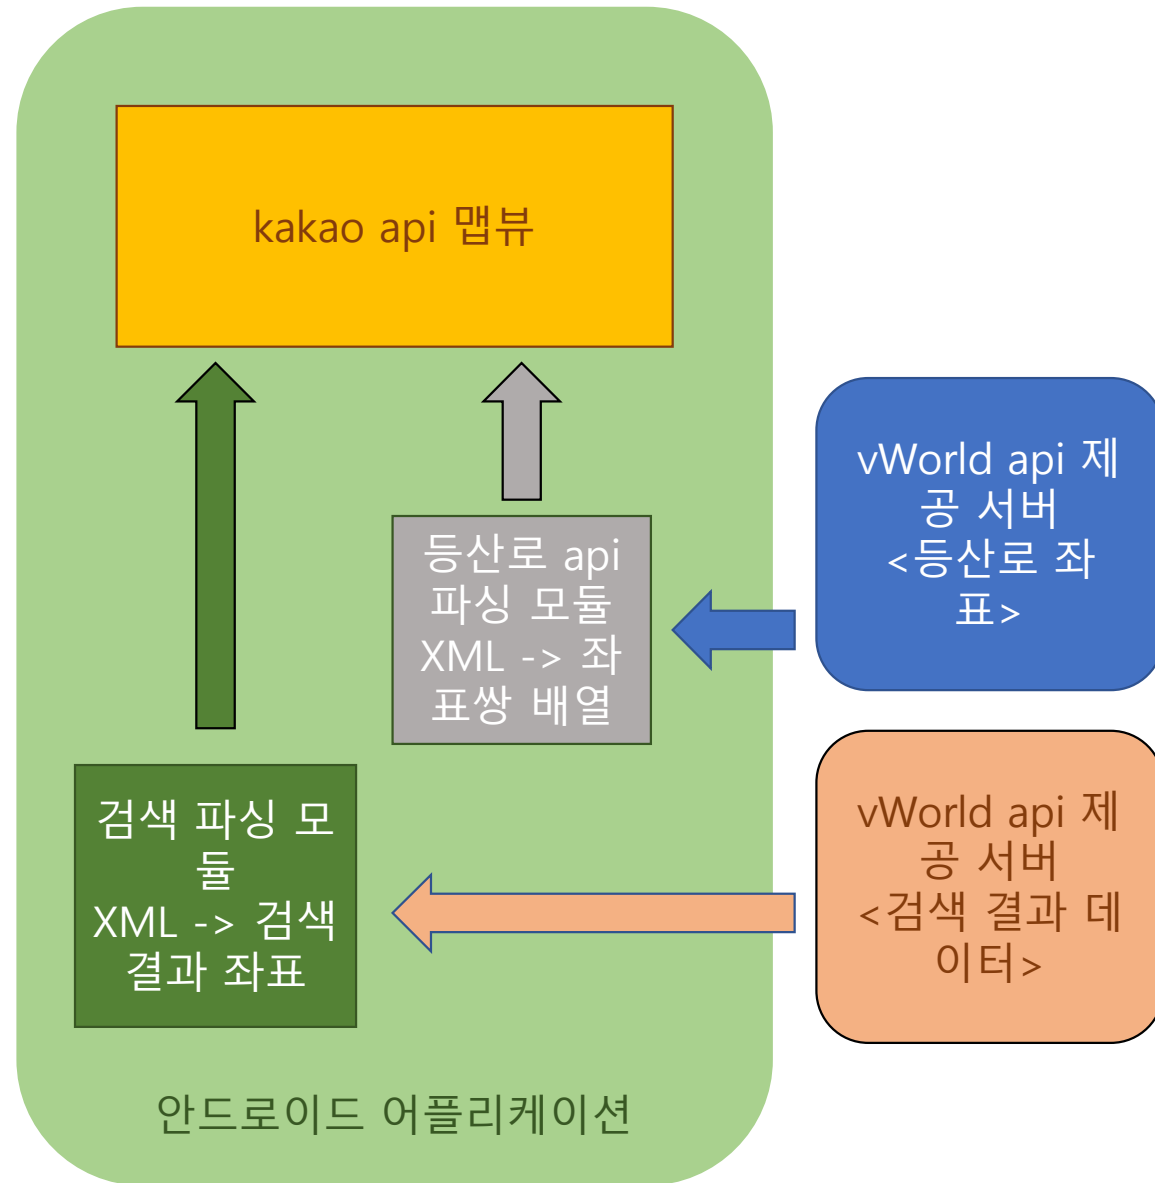 kakao api 맵뷰
vWorld api 제
공 서버
<등산로 좌
표>
등산로 api
파싱 모듈
XML -> 좌
표쌍 배열
vWorld api 제
공 서버
<검색 결과 데
이터>
검색 파싱 모
듈
XML -> 검색
결과 좌표
안드로이드 어플리케이션